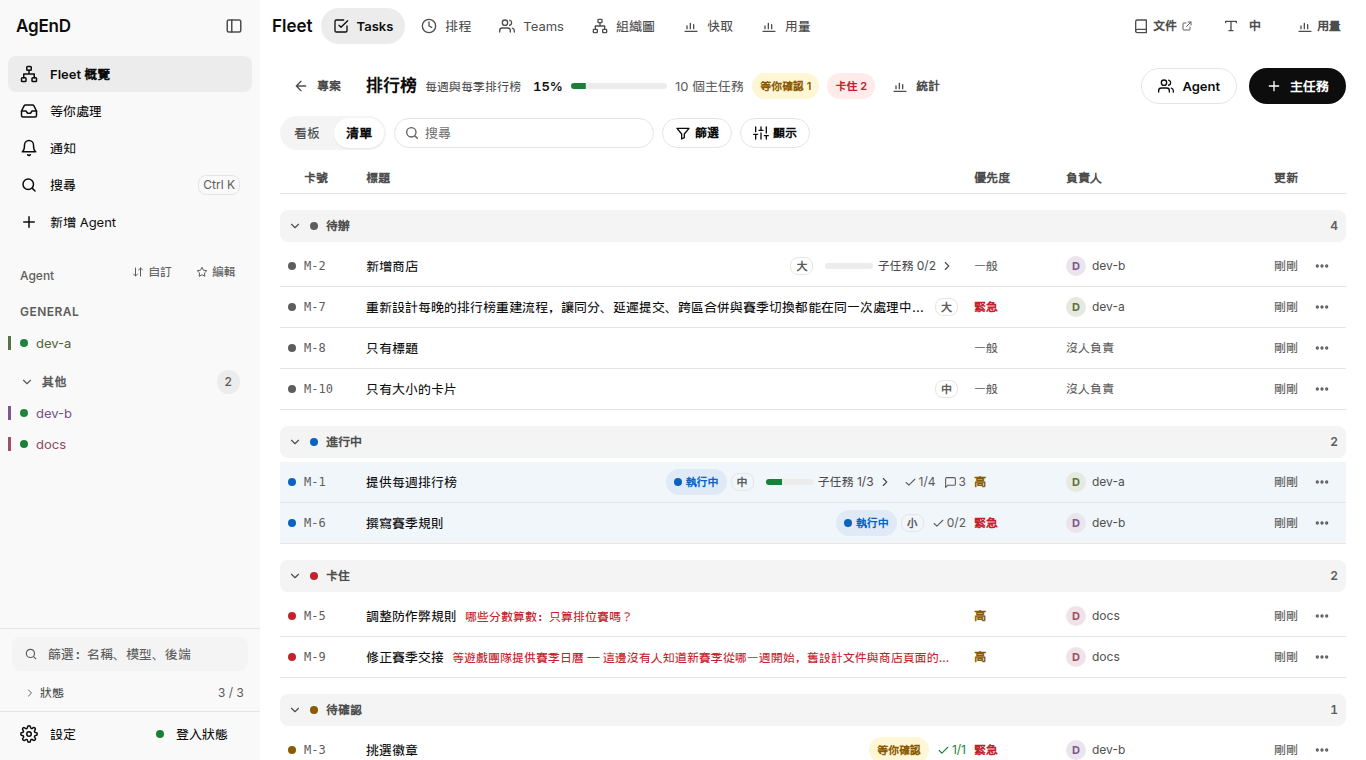 AgEnD
Fleet 概覽
等你處理
通知
搜尋 Ctrl K
新增 Agent
Agent 自訂 編輯
GENERAL
dev-a
其他 2
dev-b
docs
篩選：名稱、模型、後端
狀態 3 / 3
設定 登入狀態
Fleet Tasks 排程 Teams 組織圖 快取 用量 文件 中 用量
專案 排行榜 每週與每季排行榜 15% 10 個主任務 等你確認 1 卡住 2 統計 Agent 主任務
看板 清單 搜尋 篩選 顯示
卡號 標題 優先度 負責人 更新
待辦 4
M-2 新增商店 大 子任務 0/2 一般 D dev-b 剛剛
M-7 重新設計每晚的排行榜重建流程，讓同分、延遲提交、跨區合併與賽季切換都能在同一次處理中... 大 緊急 D dev-a 剛剛
M-8 只有標題 一般 沒人負責 剛剛
M-10 只有大小的卡片 中 一般 沒人負責 剛剛
進行中 2
M-1 提供每週排行榜 執行中 中 子任務 1/3 1/4 3 高 D dev-a 剛剛
M-6 撰寫賽季規則 執行中 小 0/2 緊急 D dev-b 剛剛
卡住 2
M-5 調整防作弊規則 哪些分數算數：只算排位賽嗎？ 高 D docs 剛剛
M-9 修正賽季交接 等遊戲團隊提供賽季日曆 — 這邊沒有人知道新賽季從哪一週開始，舊設計文件與商店頁面的... 高 D docs 剛剛
待確認 1
M-3 挑選徽章 等你確認 1/1 緊急 D dev-b 剛剛